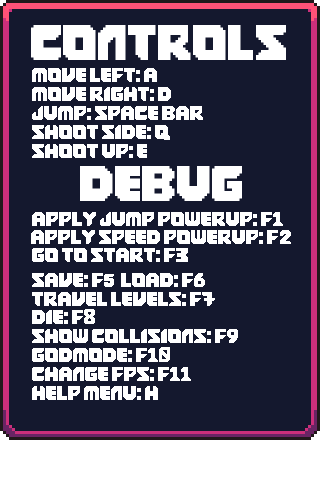 CONTROLS
MOVE LEFT: A
MOVE RIGHT: D
JUMP: SPACE BAR
SHOOT SIDE: Q
SHOOT UP: E
DEBUG
APPLY JUMP POWERUP: F1
APPLY SPEED POWERUP: F2
GO TO START: F3
SAVE: F5 LOAD: F6
TRAVEL LEVELS: F7
DIE: F8
SHOW COLLISIONS: F9
GODMODE: F10
CHANGE FPS: F11
HELP MENU: H